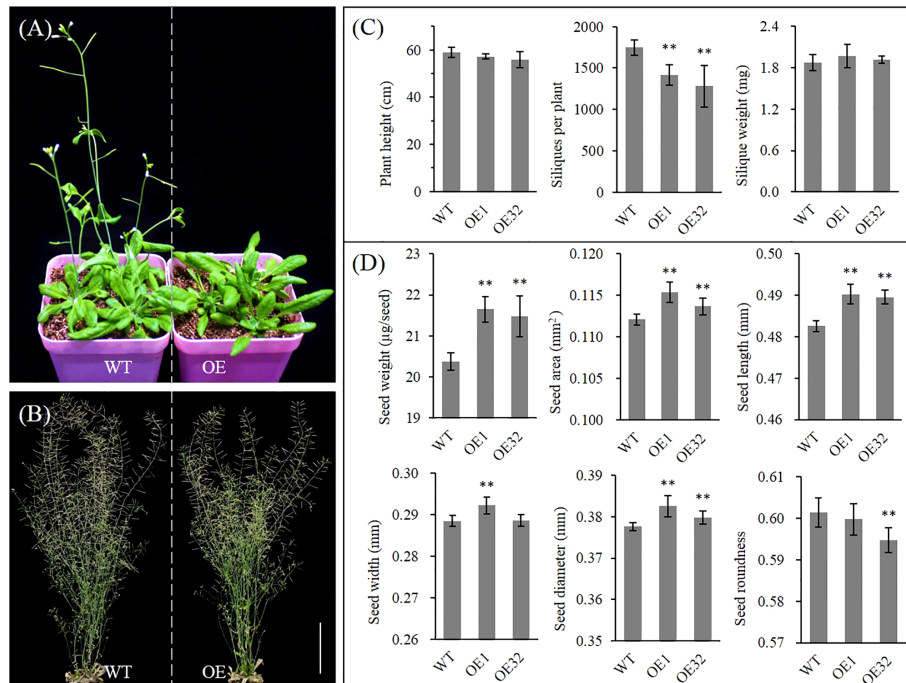 (A)
WT
OE
(B)
WT
OE
(C)
Plant height (cm)
80
60
40
20
0
WT
OE1
OE32
Siliques per plant
2000
1500
1000
500
0
**
**
WT
OE1
OE32
Silique weight (mg)
2.4
1.8
1.2
0.6
0.0
WT
OE1
OE32
(D)
Seed weight (µg/seed)
23
22
21
20
19
**
**
WT
OE1
OE32
Seed area (mm²)
0.120
0.115
0.110
0.105
0.100
**
**
WT
OE1
OE32
Seed length (mm)
0.50
0.49
0.48
0.47
0.46
**
**
WT
OE1
OE32
Seed width (mm)
0.30
0.29
0.28
0.27
0.26
**
WT
OE1
OE32
Seed diameter (mm)
0.39
0.38
0.37
0.36
0.35
**
**
WT
OE1
OE32
Seed roundness
0.61
0.60
0.59
0.58
0.57
**
WT
OE1
OE32